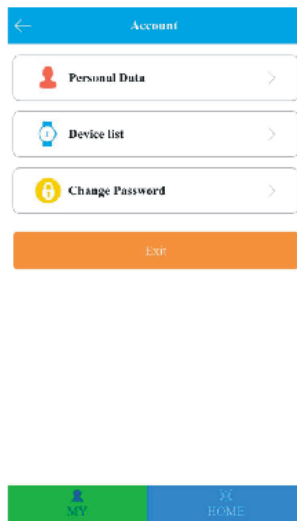 Account
Personal Data
Device list
Change Password
Exit
MY
HOME